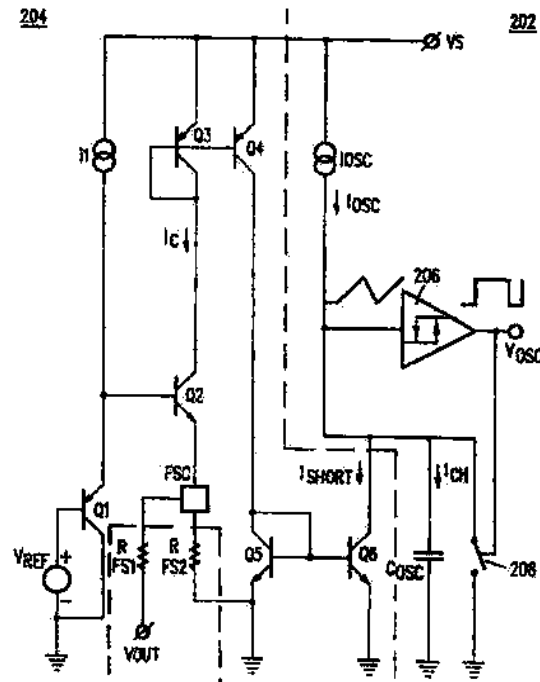 204
202
VS
Q3
Q4
I1
IOSC
IOSC
IC
206
VOSC
Q2
FSC
ISHORT
ICH
Q1
VREF
+
-
R
FS1
R
FS2
Q5
Q6
COSC
208
VOUT